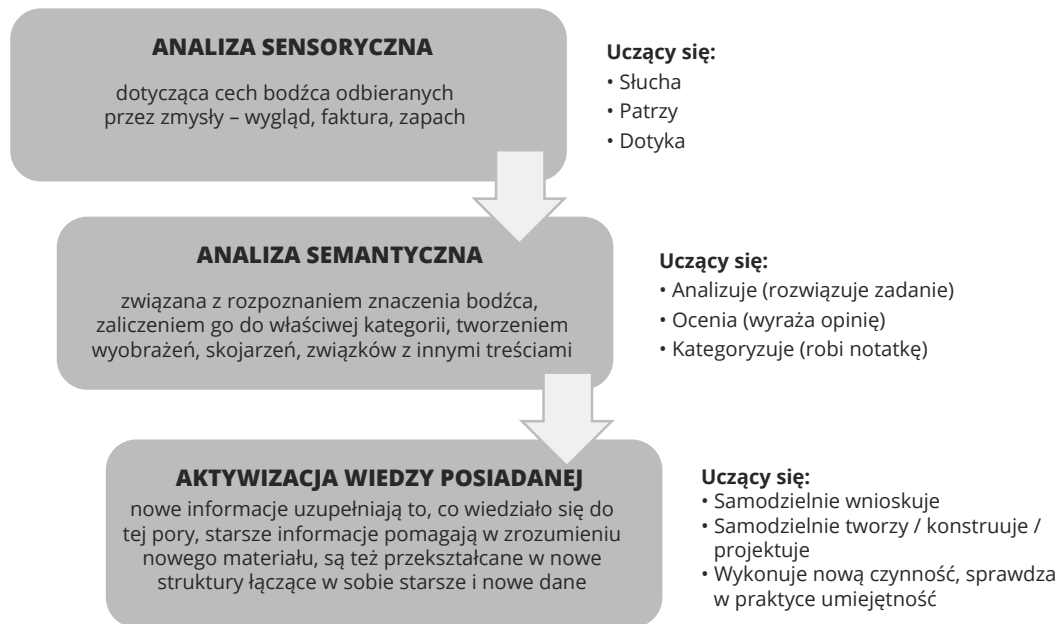 ANALIZA SENSORYCZNA
dotycząca cech bodźca odbieranych
przez zmysły – wygląd, faktura, zapach
Uczący się:
• Słucha
• Patrzy
• Dotyka
ANALIZA SEMANTYCZNA
związana z rozpoznaniem znaczenia bodźca,
zaliczeniem go do właściwej kategorii, tworzeniem
wyobrażeń, skojarzeń, związków z innymi treściami
Uczący się:
• Analizuje (rozwiązuje zadanie)
• Ocenia (wyraża opinię)
• Kategoryzuje (robi notatkę)
AKTYWIZACJA WIEDZY POSIADANEJ
nowe informacje uzupełniają to, co wiedziało się do
tej pory, starsze informacje pomagają w zrozumieniu
nowego materiału, są też przekształcane w nowe
struktury łączące w sobie starsze i nowe dane
Uczący się:
• Samodzielnie wnioskuje
• Samodzielnie tworzy / konstruuje /
projektuje
• Wykonuje nową czynność, sprawdza
w praktyce umiejętność